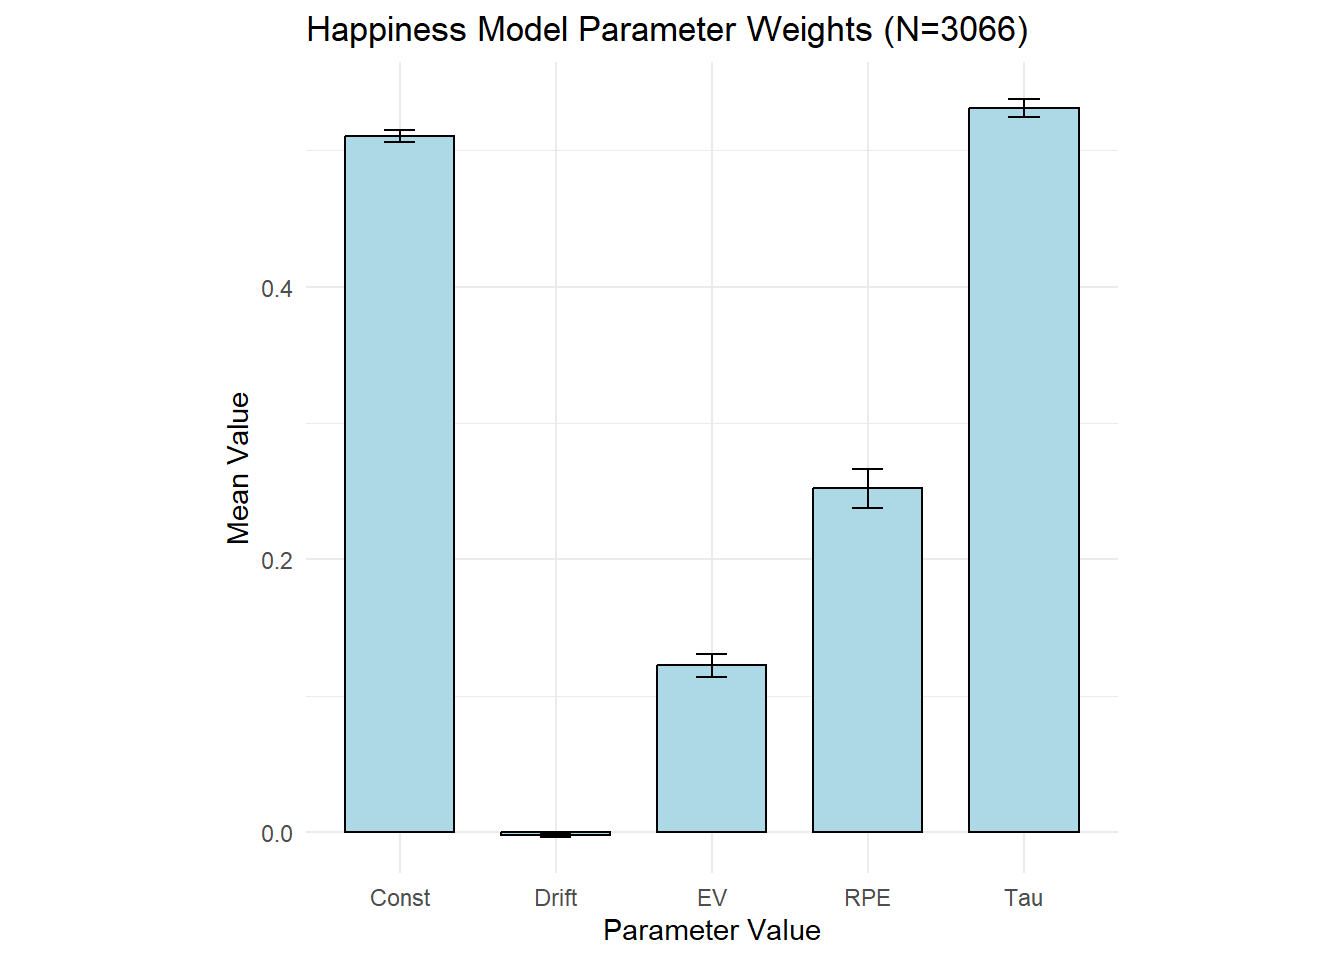 Happiness Model Parameter Weights (N=3066)
Mean Value
0.4
0.2
0.0
Const Drift EV RPE Tau
Parameter Value